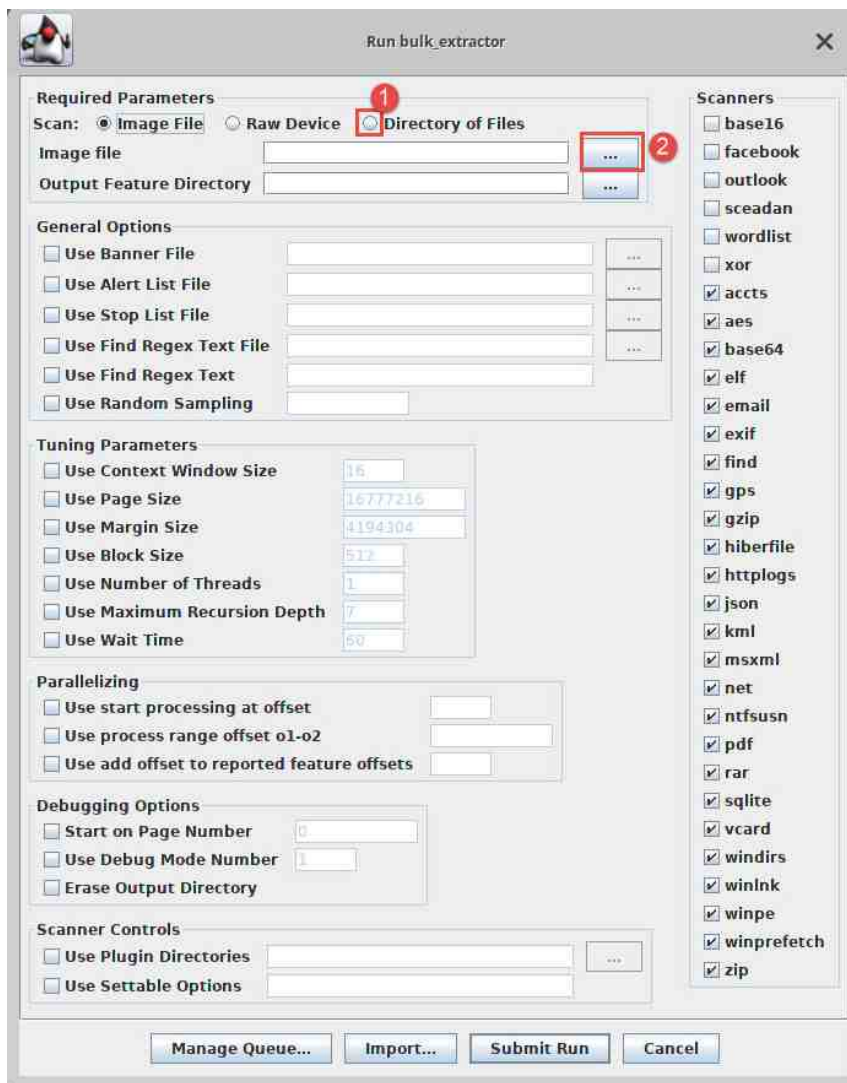 Run bulk_extractor
Required Parameters
1
Scan: Image File Raw Device Directory of Files
Image file ... 2
Output Feature Directory ...
General Options
Use Banner File ...
Use Alert List File ...
Use Stop List File ...
Use Find Regex Text File ...
Use Find Regex Text
Use Random Sampling
Tuning Parameters
Use Context Window Size 16
Use Page Size 16777216
Use Margin Size 4194304
Use Block Size 512
Use Number of Threads 1
Use Maximum Recursion Depth 7
Use Wait Time 60
Parallelizing
Use start processing at offset
Use process range offset o1-o2
Use add offset to reported feature offsets
Debugging Options
Start on Page Number 0
Use Debug Mode Number 1
Erase Output Directory
Scanner Controls
Use Plugin Directories ...
Use Settable Options
Scanners
base16
facebook
outlook
sceadan
wordlist
xor
accts
aes
base64
elf
email
exif
find
gps
gzip
hiberfile
httplogs
json
kml
msxml
net
ntfsusn
pdf
rar
sqlite
vcard
windirs
winlnk
winpe
winprefetch
zip
Manage Queue... Import... Submit Run Cancel